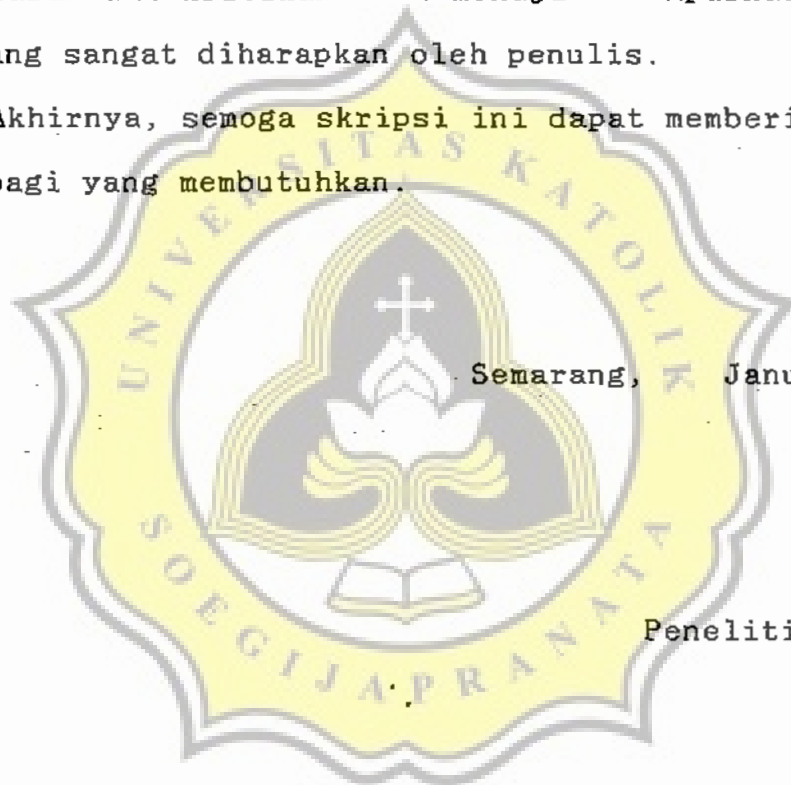 ng sangat diharapkan oleh penulis.
Akhirnya, semoga skripsi ini dapat memberi
bagi yang membutuhkan.
UNIVERSITAS KATOLIK
Semarang, Janu
SOEGIJAPRANATA
Peneliti